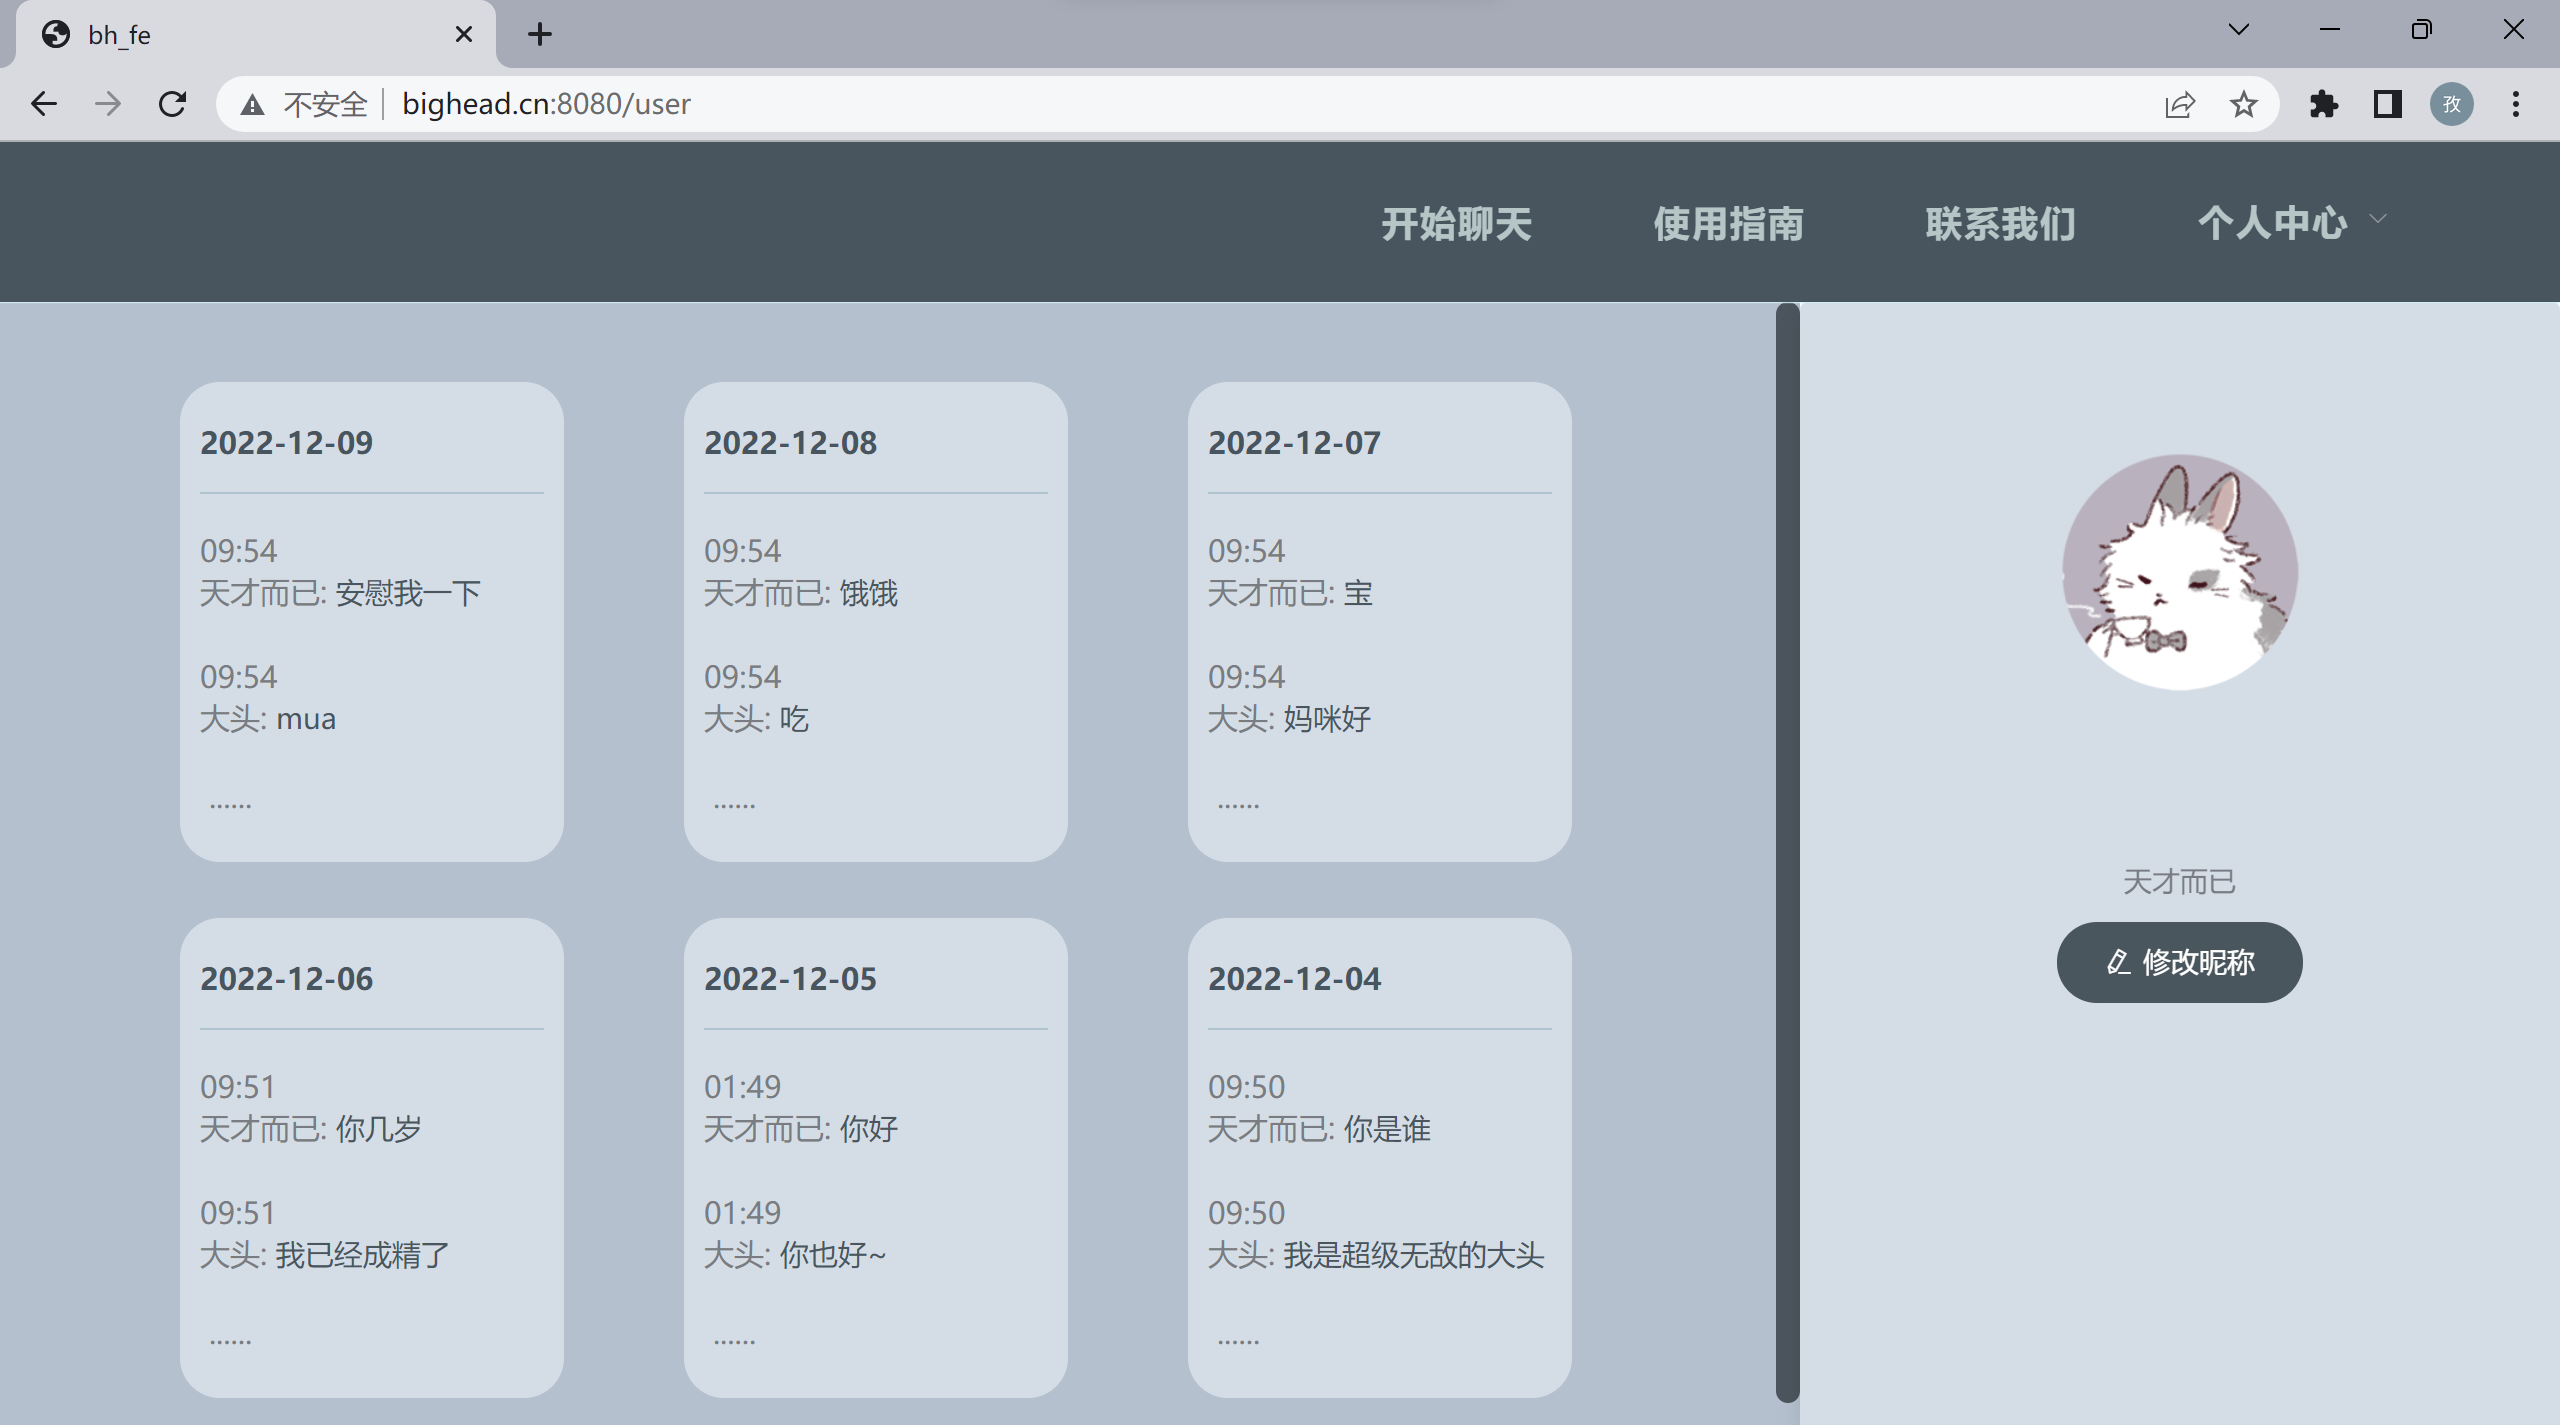 bh_fe
不安全 bighead.cn:8080/user
孜
开始聊天 使用指南 联系我们 个人中心
2022-12-09
09:54
天才而已: 安慰我一下
09:54
大头: mua
......
2022-12-08
09:54
天才而已: 饿饿
09:54
大头: 吃
......
2022-12-07
09:54
天才而已: 宝
09:54
大头: 妈咪好
......
2022-12-06
09:51
天才而已: 你几岁
09:51
大头: 我已经成精了
......
2022-12-05
01:49
天才而已: 你好
01:49
大头: 你也好~
......
2022-12-04
09:50
天才而已: 你是谁
09:50
大头: 我是超级无敌的大头
......
天才而已
修改昵称